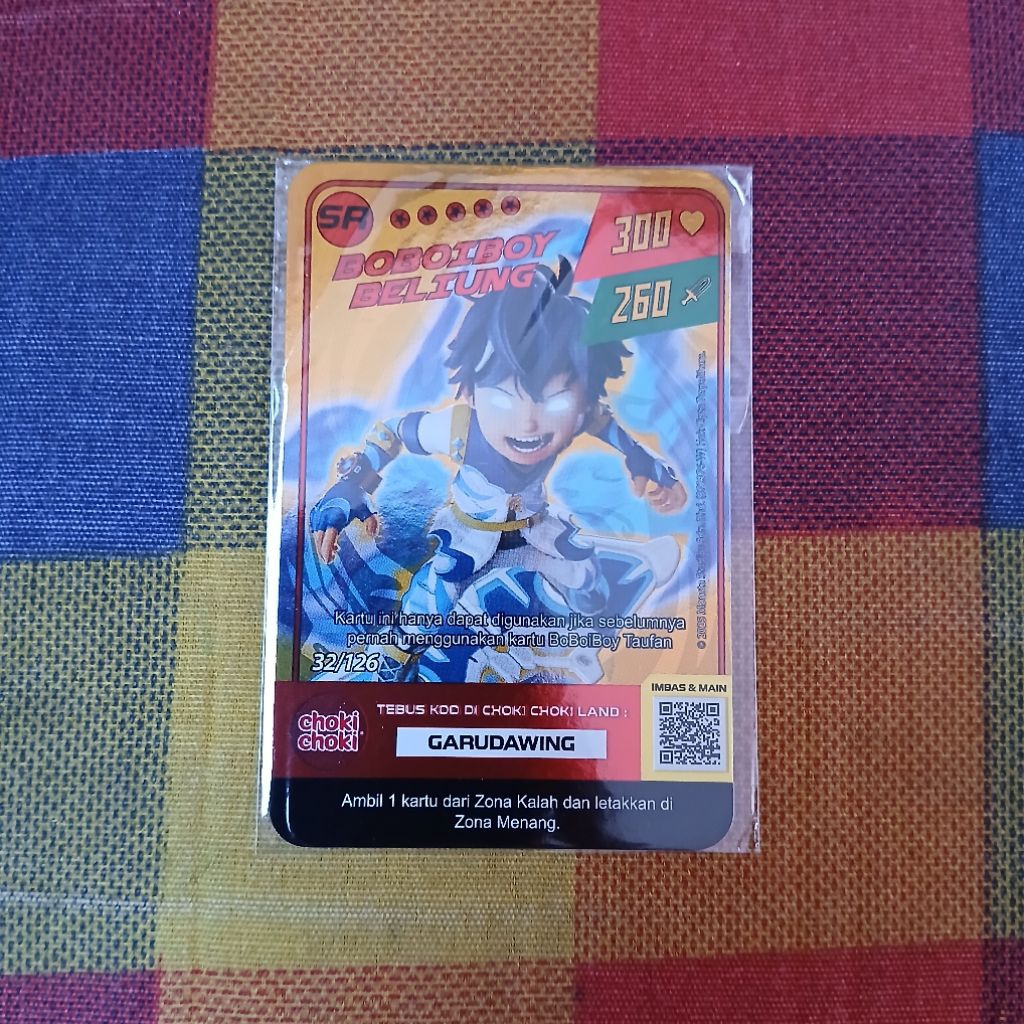 SR
300
BOBOIBOY
BELIUNG
260
Kartu ini hanya dapat digunakan jika sebelumnya
pernah menggunakan kartu BoBoiBoy Taufan
32/126
IMBAS & MAIN
choki
choki
TEBUS KOD DI CHOKI CHOKI LAND :
GARUDAWING
Ambil 1 kartu dari Zona Kalah dan letakkan di
Zona Menang.